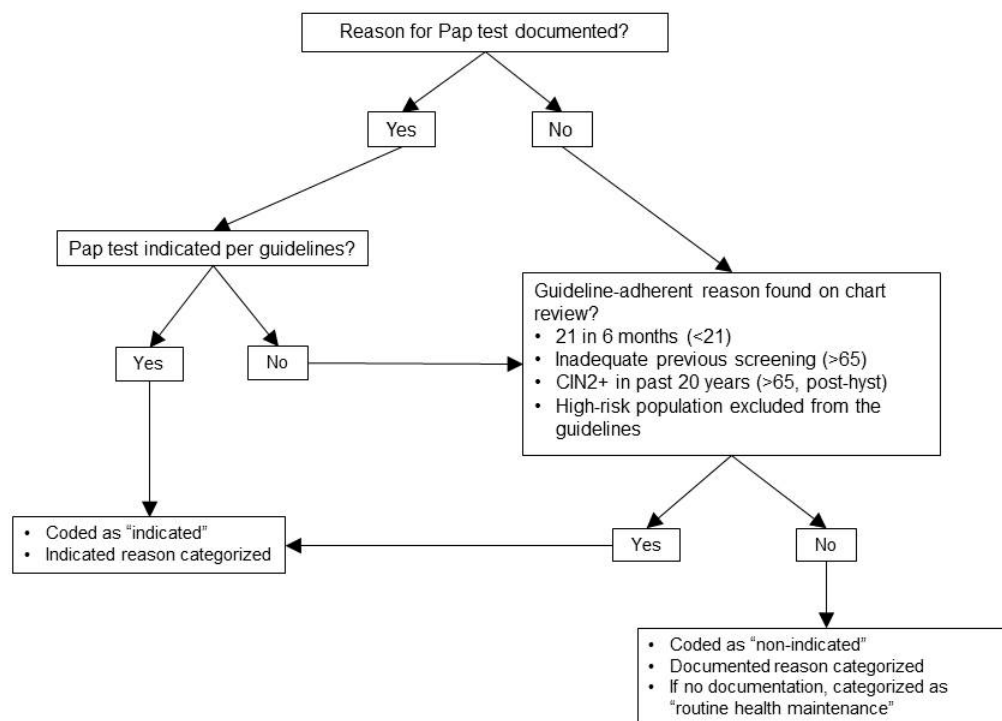 Reason for Pap test documented?
Yes
No
Pap test indicated per guidelines?
Guideline-adherent reason found on chart
review?
• 21 in 6 months (<21)
• Inadequate previous screening (>65)
• CIN2+ in past 20 years (>65, post-hyst)
• High-risk population excluded from the
guidelines
Yes
No
• Coded as “indicated”
• Indicated reason categorized
Yes
No
• Coded as “non-indicated”
• Documented reason categorized
• If no documentation, categorized as
“routine health maintenance”